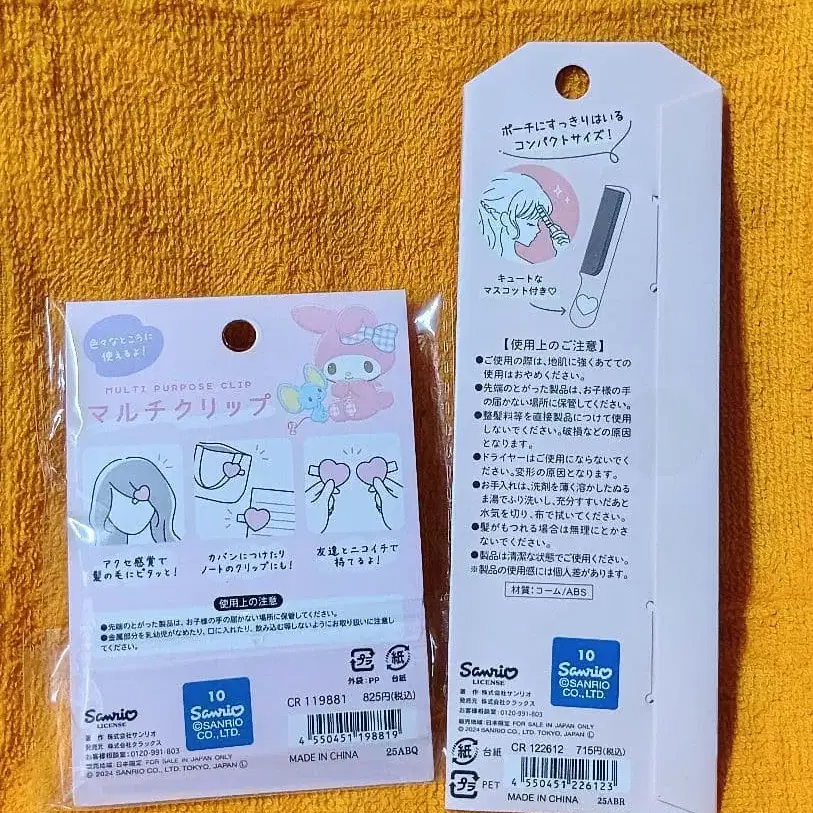 色々なところに
使えるよ!
MULTI PURPOSE CLIP
マルチクリップ
アクセ感覚で
髪の毛にピタッと!
カバンにつけたり
ノートのクリップにも!
友達とニコイチで
持てるよ!
使用上の注意
●先端のとがった製品は、お子様の手の届かない場所に保管してください。
●金属部分を乳幼児がなめたり、口に入れたり、飲み込む等しないようにお取り扱いに注意し
てください。
プラ
外装:PP
紙
台紙
Sanrio
LICENSE
10
Sanrio
©SANRIO
CO., LTD.
著作 株式会社サンリオ
発売元 株式会社クラックス
お客様相談室:0120-991-803
販売地域:日本限定 FOR SALE IN JAPAN ONLY
© 2024 SANRIO CO., LTD. TOKYO, JAPAN Ⓛ
CR 119881 825円(税込)
4 550451 198819
MADE IN CHINA 25ABQ
ポーチにすっきりはいる
コンパクトサイズ!
キュートな
マスコット付き♡
【使用上のご注意】
●ご使用の際は、地肌に強くあてての
使用はおやめください。
●先端のとがった製品は、お子様の手
の届かない場所に保管してください。
●整髪料等を直接製品につけて使用
しないでください。破損などの原因
となります。
●ドライヤーはご使用にならないでく
ださい。変形の原因となります。
●お手入れは、洗剤を薄く溶かしたぬる
ま湯でふり洗いし、充分すすいだあと
水気を切り、布で拭いてください。
●髪がもつれる場合は無理にとかさ
ないでください。
●製品は清潔な状態でご使用ください。
※製品の使用感には個人差があります。
材質:コーム/ABS
Sanrio
LICENSE
10
Sanrio
©SANRIO
CO., LTD.
著作 株式会社サンリオ
発売元 株式会社クラックス
お客様相談室:0120-991-803
販売地域:日本限定 FOR SALE IN JAPAN ONLY
© 2024 SANRIO CO., LTD. TOKYO, JAPAN Ⓛ
紙 台紙
CR 122612 715円(税込)
プラ PET
4 550451 226123
MADE IN CHINA 25ABR